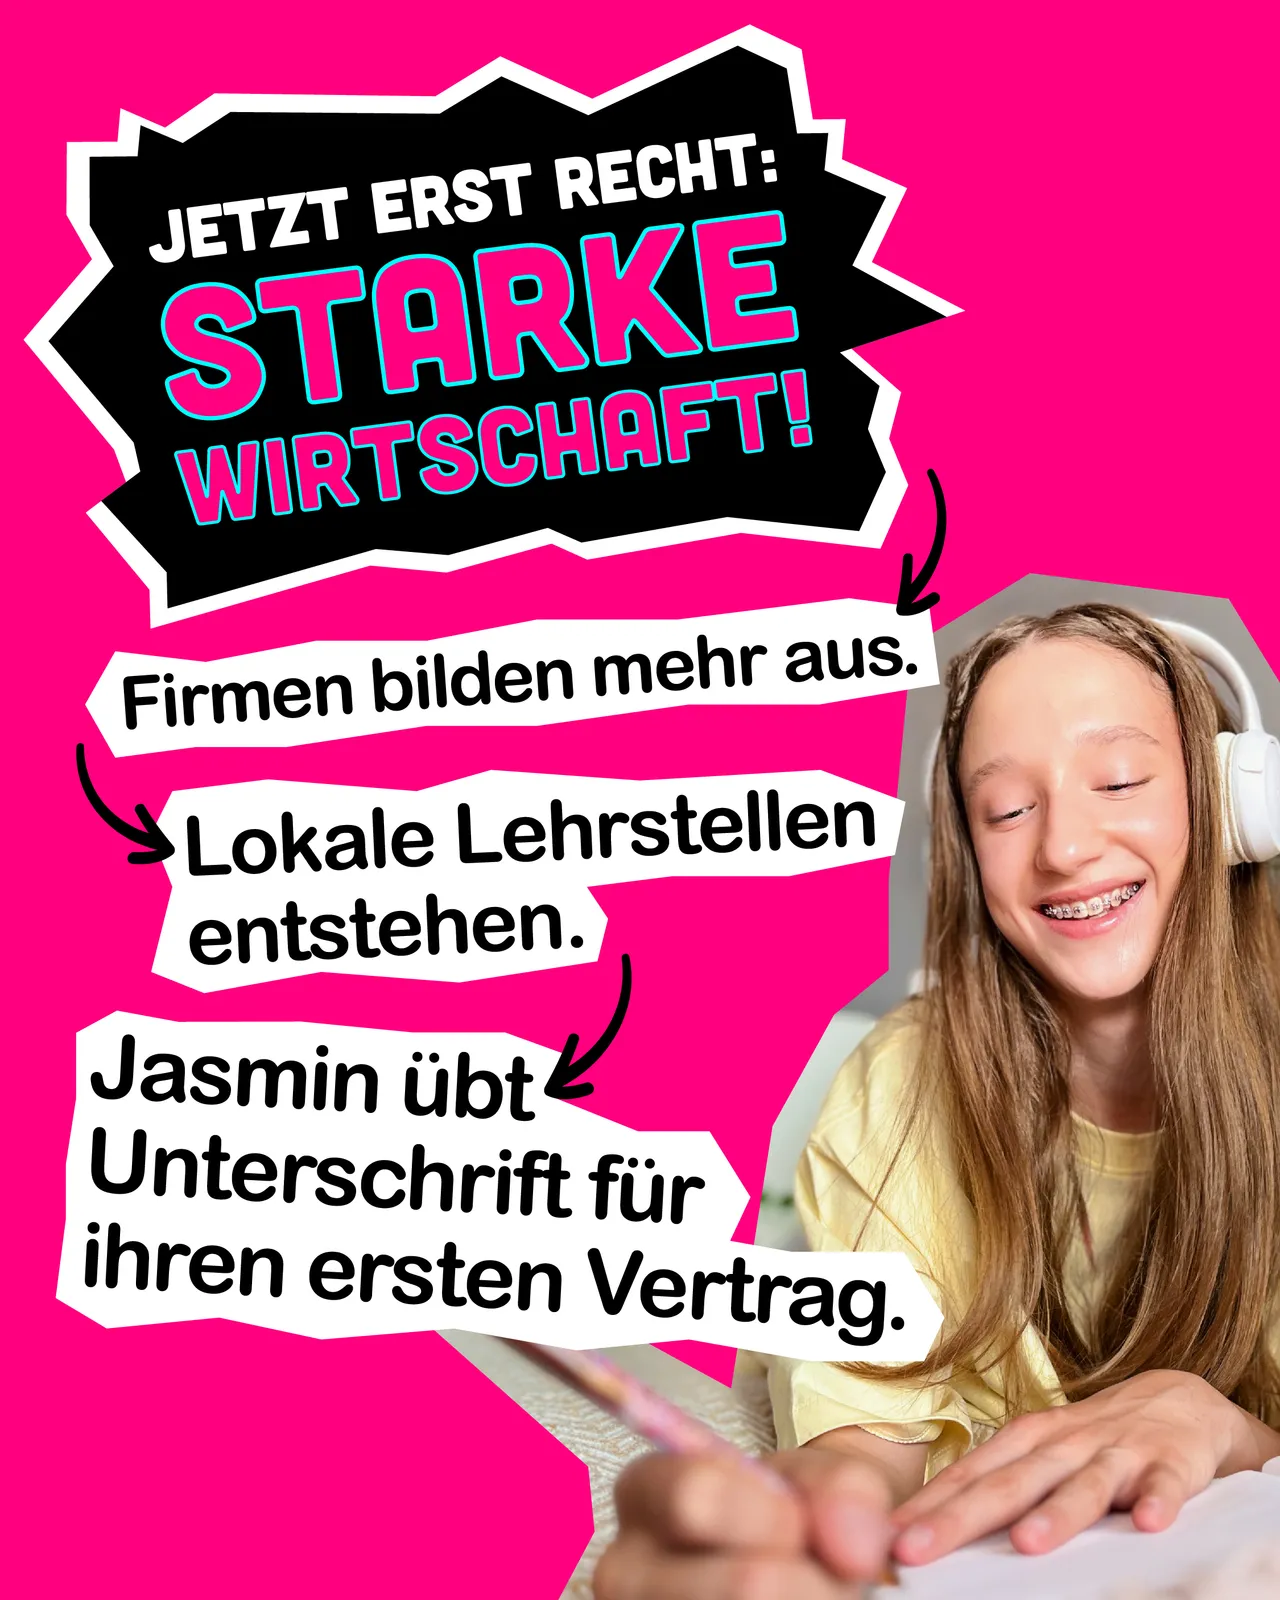 JETZT ERST RECHT:
STARKE
WIRTSCHAFT!
Firmen bilden mehr aus.
Lokale Lehrstellen
entstehen.
Jasmin übt
Unterschrift für
ihren ersten Vertrag.